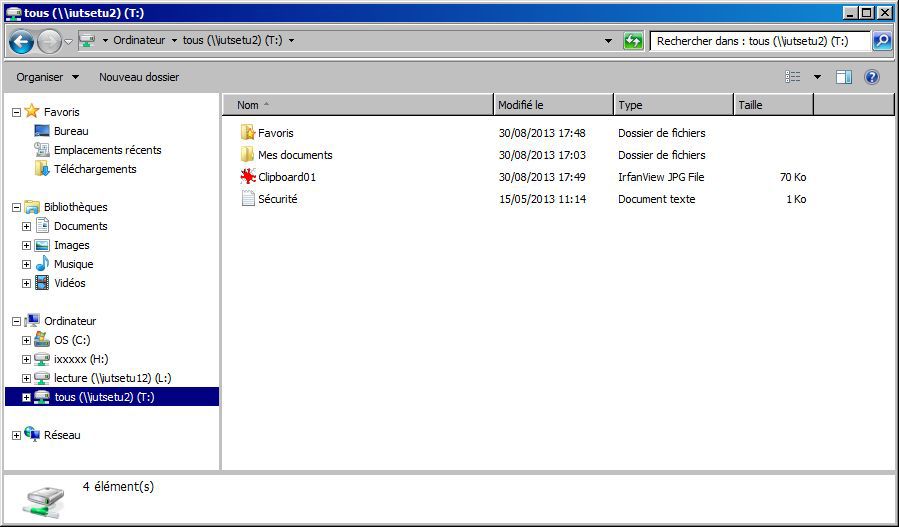 tous (\\iutsetu2) (T:)
Ordinateur tous (\\iutsetu2) (T:) Rechercher dans : tous (\\iutsetu2) (T:)
Organiser Nouveau dossier
Favoris
Bureau
Emplacements récents
Téléchargements
Bibliothèques
Documents
Images
Musique
Vidéos
Ordinateur
OS (C:)
ixxxxx (H:)
lecture (\\iutsetu12) (L:)
tous (\\iutsetu2) (T:)
Réseau
Nom Modifié le Type Taille
Favoris 30/08/2013 17:48 Dossier de fichiers
Mes documents 30/08/2013 17:03 Dossier de fichiers
Clipboard01 30/08/2013 17:49 IrfanView JPG File 70 Ko
Sécurité 15/05/2013 11:14 Document texte 1 Ko
4 élément(s)